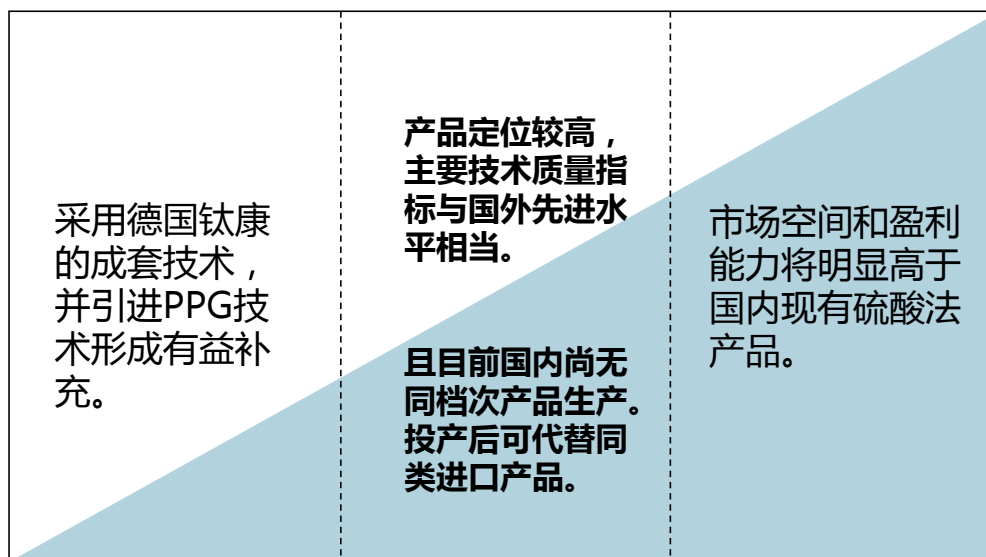 采用德国钛康
的成套技术，
并引进PPG技
术形成有益补
充。
产品定位较高，
主要技术质量指
标与国外先进水
平相当。
且目前国内尚无
同档次产品生产。
投产后可代替同
类进口产品。
市场空间和盈利
能力将明显高于
国内现有硫酸法
产品。